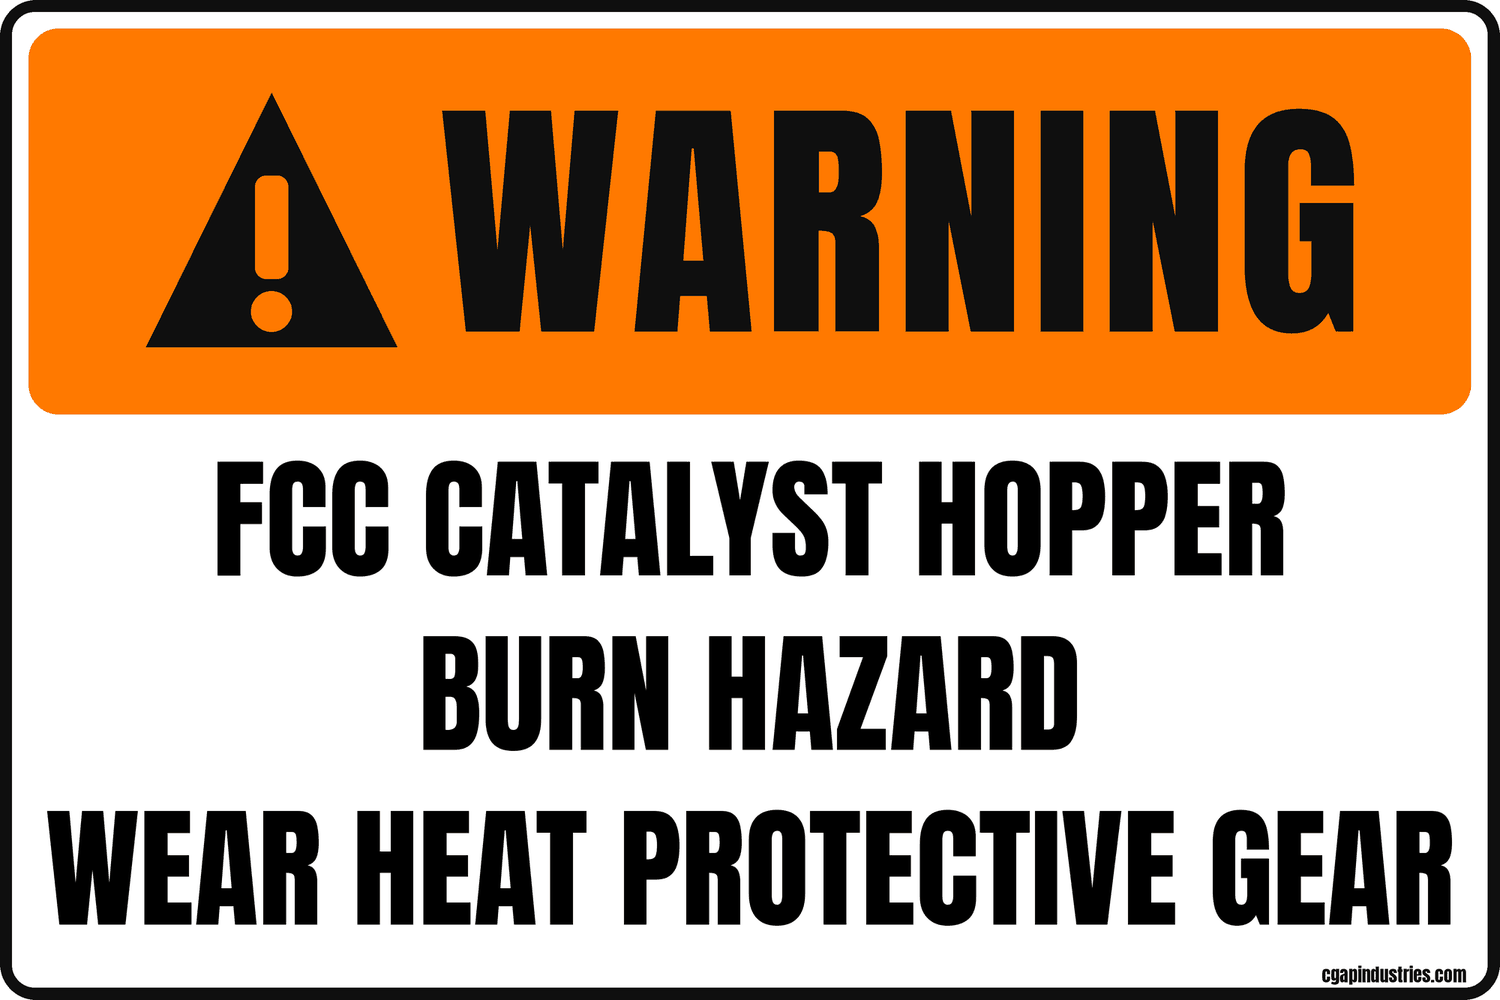 WARNING
FCC CATALYST HOPPER
BURN HAZARD
WEAR HEAT PROTECTIVE GEAR
cgapindustries.com